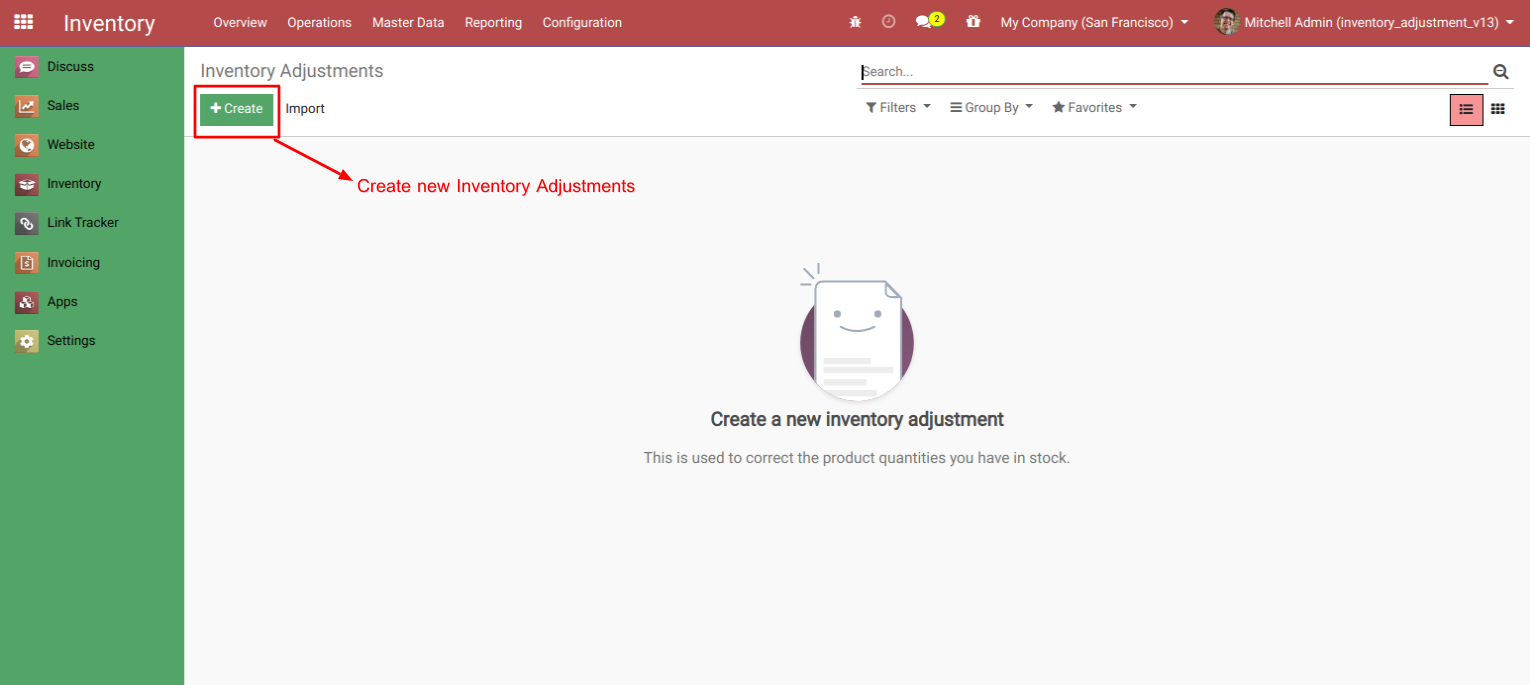 Inventory Overview Operations Master Data Reporting Configuration 2 My Company (San Francisco) Mitchell Admin (inventory_adjustment_v13)
Discuss
Sales
Website
Inventory
Link Tracker
Invoicing
Apps
Settings
Inventory Adjustments
Search...
+ Create Import
Filters Group By Favorites
Create new Inventory Adjustments
Create a new inventory adjustment
This is used to correct the product quantities you have in stock.